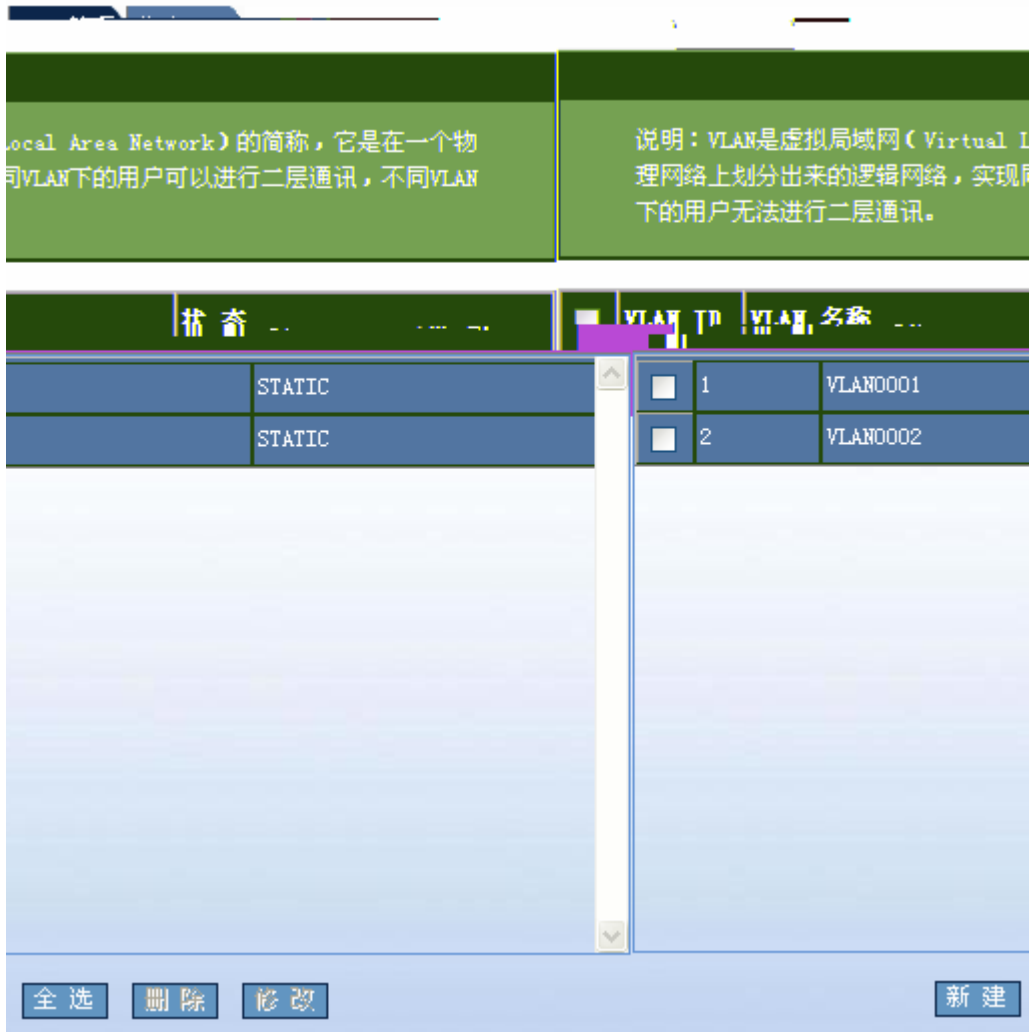 ocal Area Network)的简称，它是在一个物
同VLAN下的用户可以进行二层通讯，不同VLAN
说明：VLAN是虚拟局域网(Virtual L
理网络上划分出来的逻辑网络，实现同
下的用户无法进行二层通讯。
状 态
VLAN ID VLAN 名称
STATIC
1 VLAN0001
STATIC
2 VLAN0002
全 选 删 除 修 改 新 建